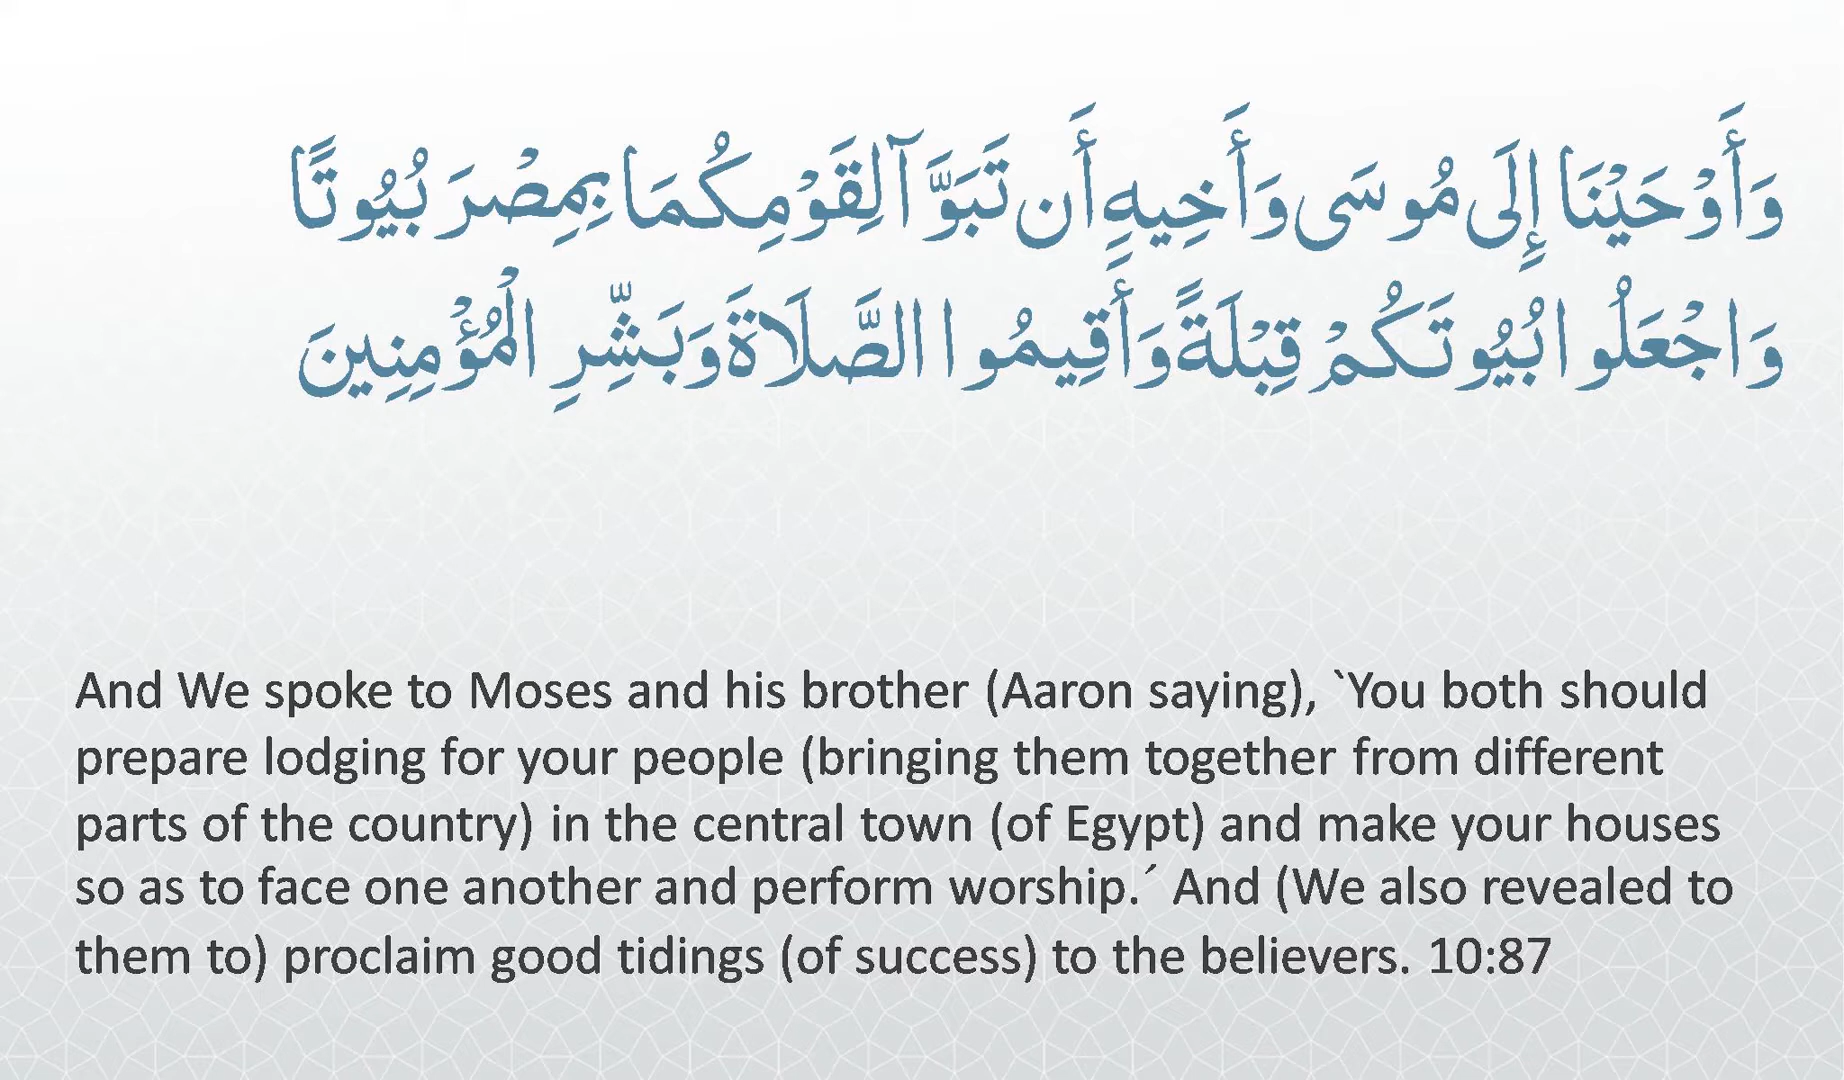 وَأَوْحَيْنَا إِلَى مُوسَى وَأَخِيهِ أَن تَبَوَّآ لِقَوْمِكُمَا بِمِصْرَ بُيُوتًا
وَاجْعَلُوا بُيُوتَكُمْ قِبْلَةً وَأَقِيمُوا الصَّلَاةَ وَبَشِّرِ الْمُؤْمِنِينَ
And We spoke to Moses and his brother (Aaron saying), `You both should
prepare lodging for your people (bringing them together from different
parts of the country) in the central town (of Egypt) and make your houses
so as to face one another and perform worship.´ And (We also revealed to
them to) proclaim good tidings (of success) to the believers. 10:87